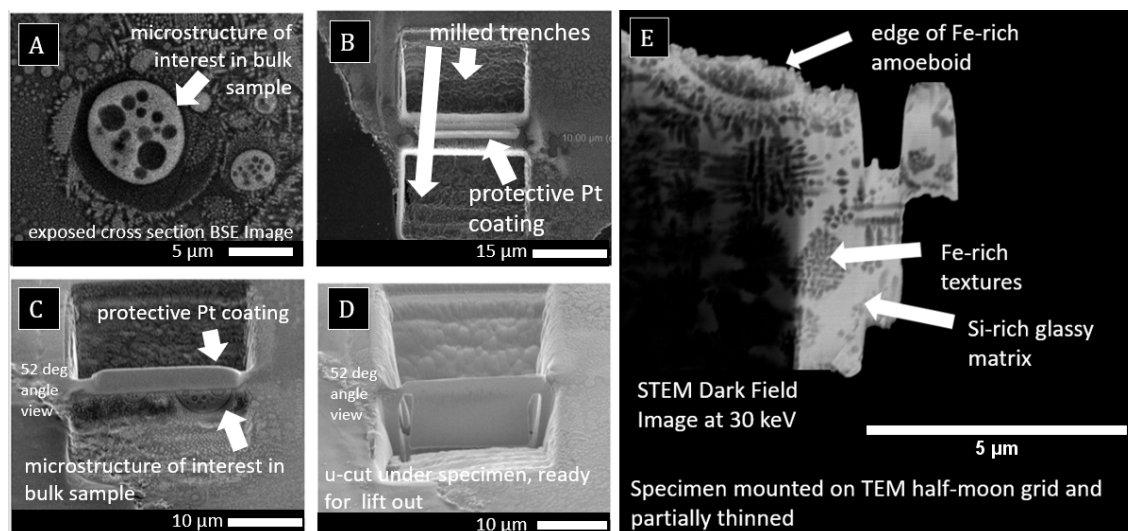 A
microstructure of
interest in bulk
sample
exposed cross section BSE Image
5 μm
B
milled trenches
10.00 μm
protective Pt
coating
15 μm
C
protective Pt coating
52 deg
angle
view
microstructure of interest in
bulk sample
10 μm
D
52 deg
angle
view
u-cut under specimen, ready
for lift out
10 μm
E
edge of Fe-rich
amoeboid
Fe-rich
textures
Si-rich glassy
matrix
STEM Dark Field
Image at 30 keV
5 μm
Specimen mounted on TEM half-moon grid and
partially thinned